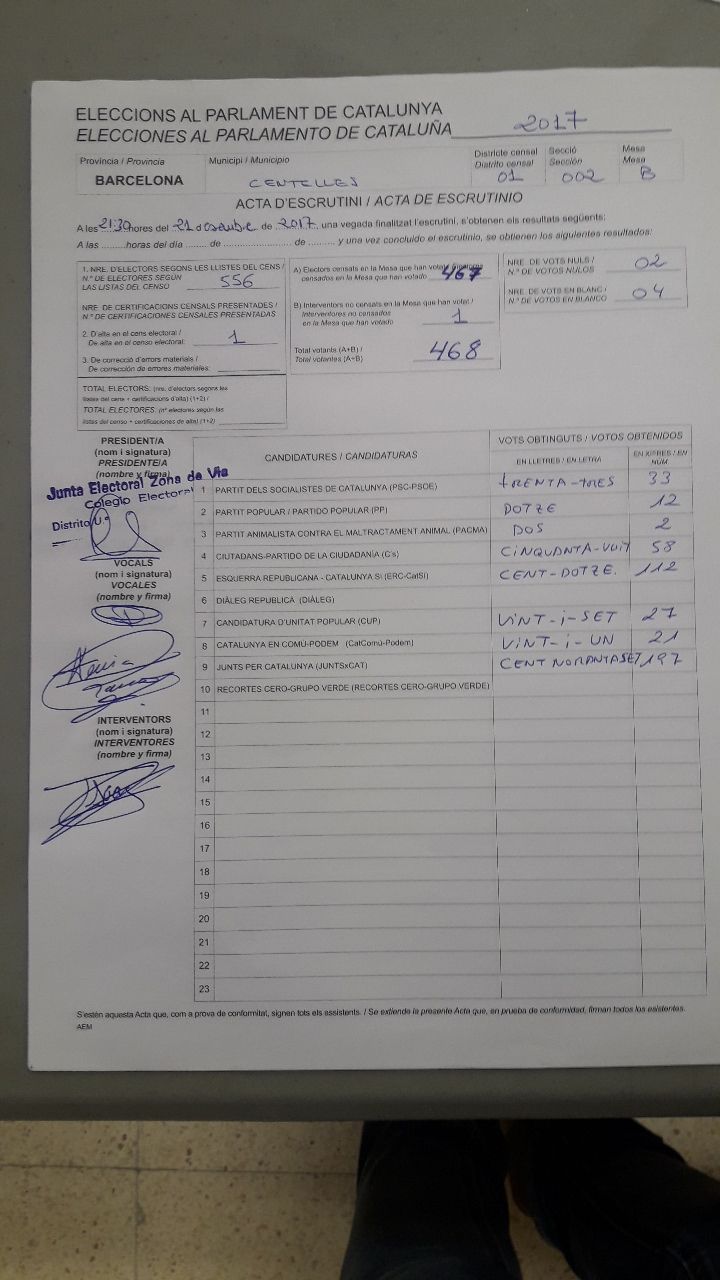 ELECCIONS AL PARLAMENT DE CATALUNYA
ELECCIONES AL PARLAMENTO DE CATALUÑA 2017
Província / Provincia
BARCELONA
Municipi / Municipio
CENTELLES
Districte censal
Distrito censal
01
Secció
Sección
002
Mesa
Mesa
B
ACTA D'ESCRUTINI / ACTA DE ESCRUTINIO
A les 21:30 hores del 21 de de 2017, una vegada finalitzat l'escrutini, s'obtenen els resultats següents:
A las ......... horas del día ....... de .......................... de ........, y una vez concluido el escrutinio, se obtienen los siguientes resultados:
1. NRE. D'ELECTORS SEGONS LES LLISTES DEL CENS /
N.º DE ELECTORES SEGÚN
LAS LISTAS DEL CENSO 556
NRE. DE CERTIFICACIONS CENSALS PRESENTADES /
N.º DE CERTIFICACIONES CENSALES PRESENTADAS
2. D'alta en el cens electoral /
De alta en el censo electoral: 1
3. De correcció d'errors materials /
De corrección de errores materiales:
TOTAL ELECTORS: (nre. d'electors segons les
llistes del cens + certificacions d'alta) (1+2) /
TOTAL ELECTORES: (nº electores según las
listas del censo + certificaciones de alta) (1+2)
A) Electors censats en la Mesa que han votat /
censados en la Mesa que han votado 467
B) Interventors no censats en la Mesa que han votat /
Interventores no censados
en la Mesa que han votado 1
Total votants (A+B) /
Total votantes (A+B) 468
NRE. DE VOTS NULS /
N.º DE VOTOS NULOS 02
NRE. DE VOTS EN BLANC /
N.º DE VOTOS EN BLANCO 04
PRESIDENT/A
(nom i signatura)
PRESIDENTE/A
(nombre y firma)
Junta Electoral Zona de Vic
Colegio Electoral
Distrito U.º
VOCALS
(nom i signatura)
VOCALES
(nombre y firma)
INTERVENTORS
(nom i signatura)
INTERVENTORES
(nombre y firma)
CANDIDATURES / CANDIDATURAS
VOTS OBTINGUTS / VOTOS OBTENIDOS
EN LLETRES / EN LETRA
EN XIFRES / EN NÚM.
1 PARTIT DELS SOCIALISTES DE CATALUNYA (PSC-PSOE) TRENTA-TRES 33
2 PARTIT POPULAR / PARTIDO POPULAR (PP) DOTZE 12
3 PARTIT ANIMALISTA CONTRA EL MALTRACTAMENT ANIMAL (PACMA) DOS 2
4 CIUTADANS-PARTIDO DE LA CIUDADANÍA (C's) CINQUANTA-VUIT 58
5 ESQUERRA REPUBLICANA - CATALUNYA SÍ (ERC-CatSí) CENT-DOTZE. 112
6 DIÀLEG REPUBLICÀ (DIÀLEG)
7 CANDIDATURA D'UNITAT POPULAR (CUP) VINT-i-SET 27
8 CATALUNYA EN COMÚ-PODEM (CatComú-Podem) VINT-i-UN 21
9 JUNTS PER CATALUNYA (JUNTSxCAT) CENT NORANTASET 197
10 RECORTES CERO-GRUPO VERDE (RECORTES CERO-GRUPO VERDE)
11
12
13
14
15
16
17
18
19
20
21
22
23
S'estén aquesta Acta que, com a prova de conformitat, signen tots els assistents. / Se extiende la presente Acta que, en prueba de conformidad, firman todos los asistentes.
AEM